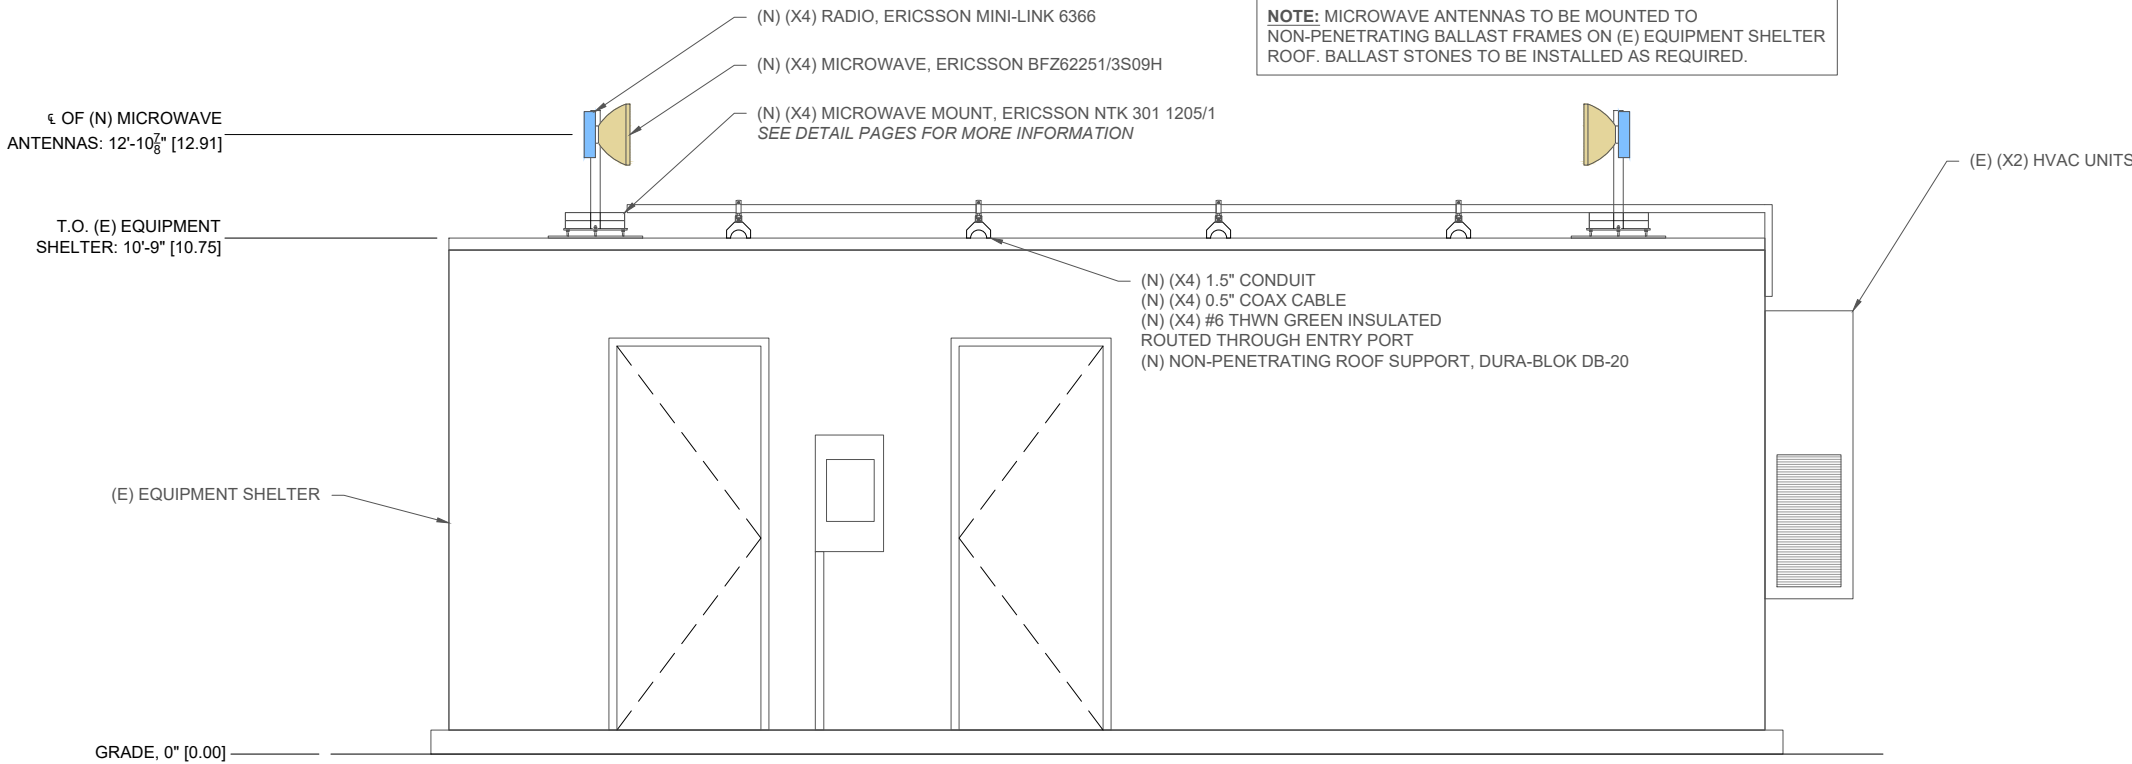 (N) (X4) RADIO, ERICSSON MINI-LINK 6366
NOTE: MICROWAVE ANTENNAS TO BE MOUNTED TO
NON-PENETRATING BALLAST FRAMES ON (E) EQUIPMENT SHELTER
ROOF. BALLAST STONES TO BE INSTALLED AS REQUIRED.
(N) (X4) MICROWAVE, ERICSSON BFZ62251/3S09H
(N) (X4) MICROWAVE MOUNT, ERICSSON NTK 301 1205/1
SEE DETAIL PAGES FOR MORE INFORMATION
℄ OF (N) MICROWAVE
ANTENNAS: 12'-10⅞" [12.91]
(E) (X2) HVAC UNITS
T.O. (E) EQUIPMENT
SHELTER: 10'-9" [10.75]
(N) (X4) 1.5" CONDUIT
(N) (X4) 0.5" COAX CABLE
(N) (X4) #6 THWN GREEN INSULATED
ROUTED THROUGH ENTRY PORT
(N) NON-PENETRATING ROOF SUPPORT, DURA-BLOK DB-20
(E) EQUIPMENT SHELTER
GRADE, 0" [0.00]